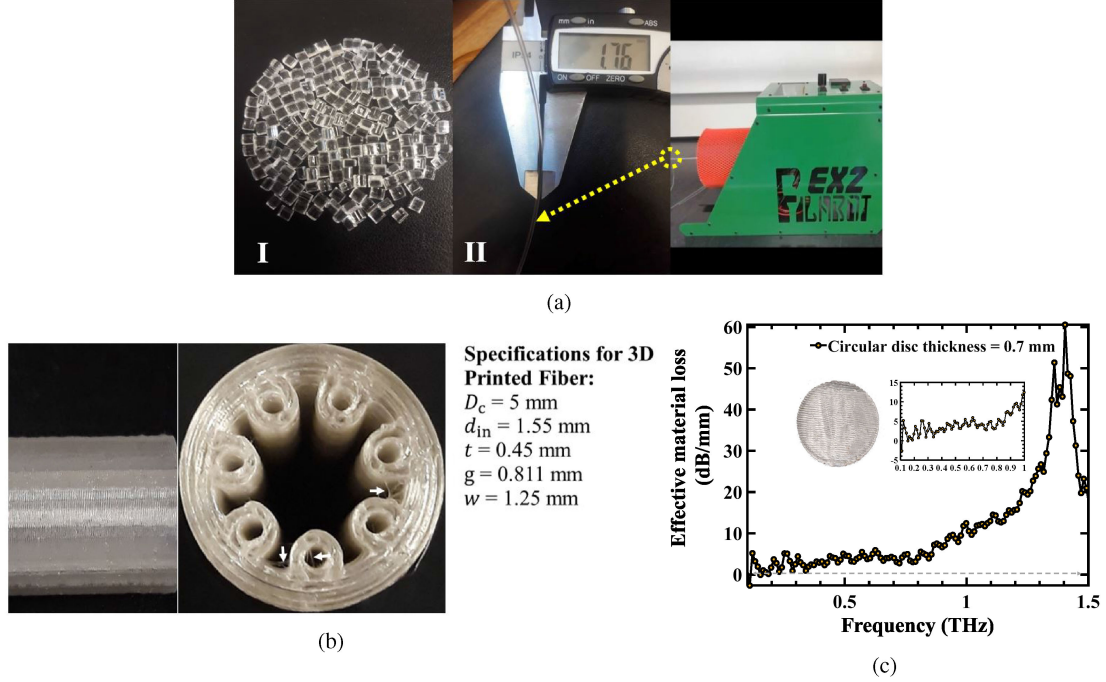 mm in ABS
IP54
1.76
ON OFF ZERO
EX2
FILABOT
I
II
(a)
Specifications for 3D
Printed Fiber:
Dc = 5 mm
din = 1.55 mm
t = 0.45 mm
g = 0.811 mm
w = 1.25 mm
(b)
Effective material loss
(dB/mm)
60
50
40
30
20
10
0
Circular disc thickness = 0.7 mm
15
10
5
0
-5
0.1 0.2 0.3 0.4 0.5 0.6 0.7 0.8 0.9 1
0.5 1 1.5
Frequency (THz)
(c)